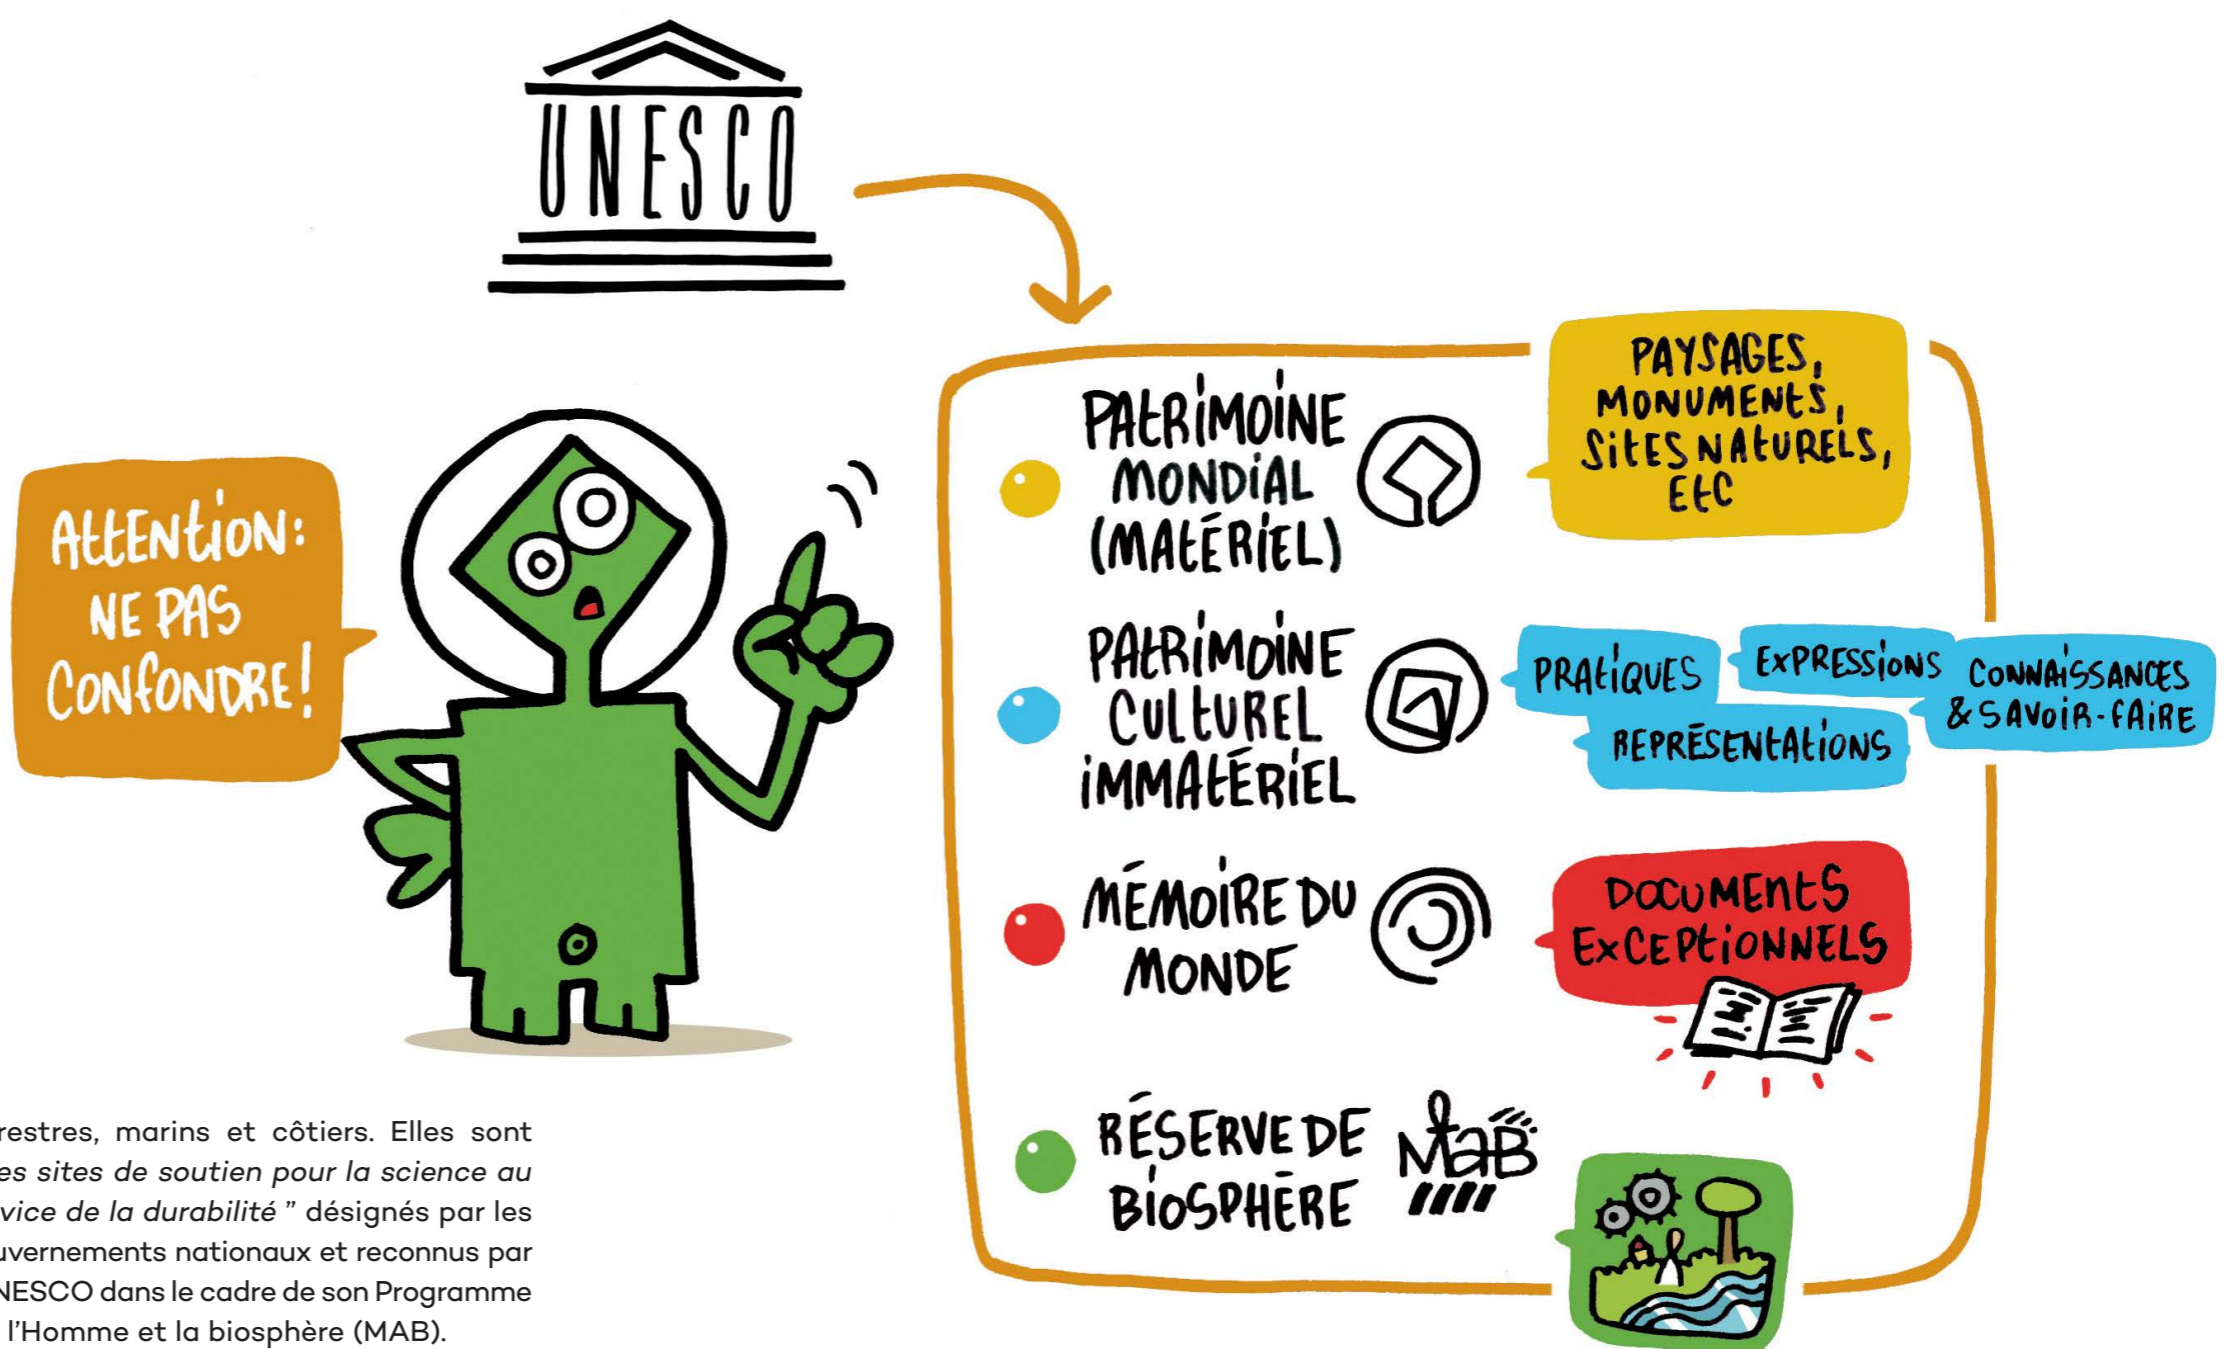 UNESCO
ATTENTION:
NE PAS
CONFONDRE!
PATRIMOINE
MONDIAL
(MATÉRIEL)
PAYSAGES,
MONUMENTS,
SITES NATURELS,
ETC
PATRIMOINE
CULTUREL
IMMATÉRIEL
PRATIQUES
EXPRESSIONS
REPRÉSENTATIONS
CONNAISSANCES
& SAVOIR-FAIRE
MÉMOIRE DU
MONDE
DOCUMENTS
EXCEPTIONNELS
RÉSERVE DE
BIOSPHÈRE
MaB
restres, marins et côtiers. Elles sont
es sites de soutien pour la science au
vice de la durabilité ” désignés par les
uvernements nationaux et reconnus par
NESCO dans le cadre de son Programme
l’Homme et la biosphère (MAB).